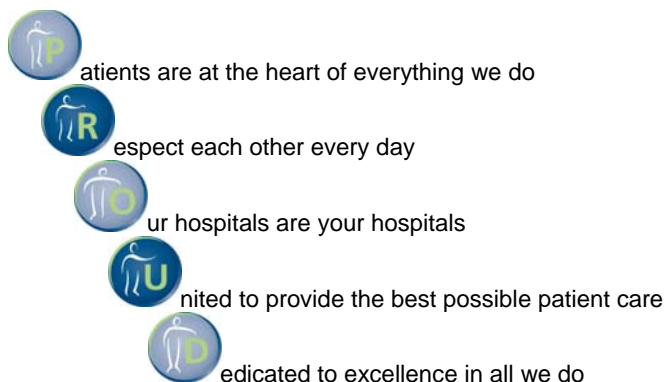 Patients are at the heart of everything we do
Respect each other every day
Our hospitals are your hospitals
United to provide the best possible patient care
Dedicated to excellence in all we do